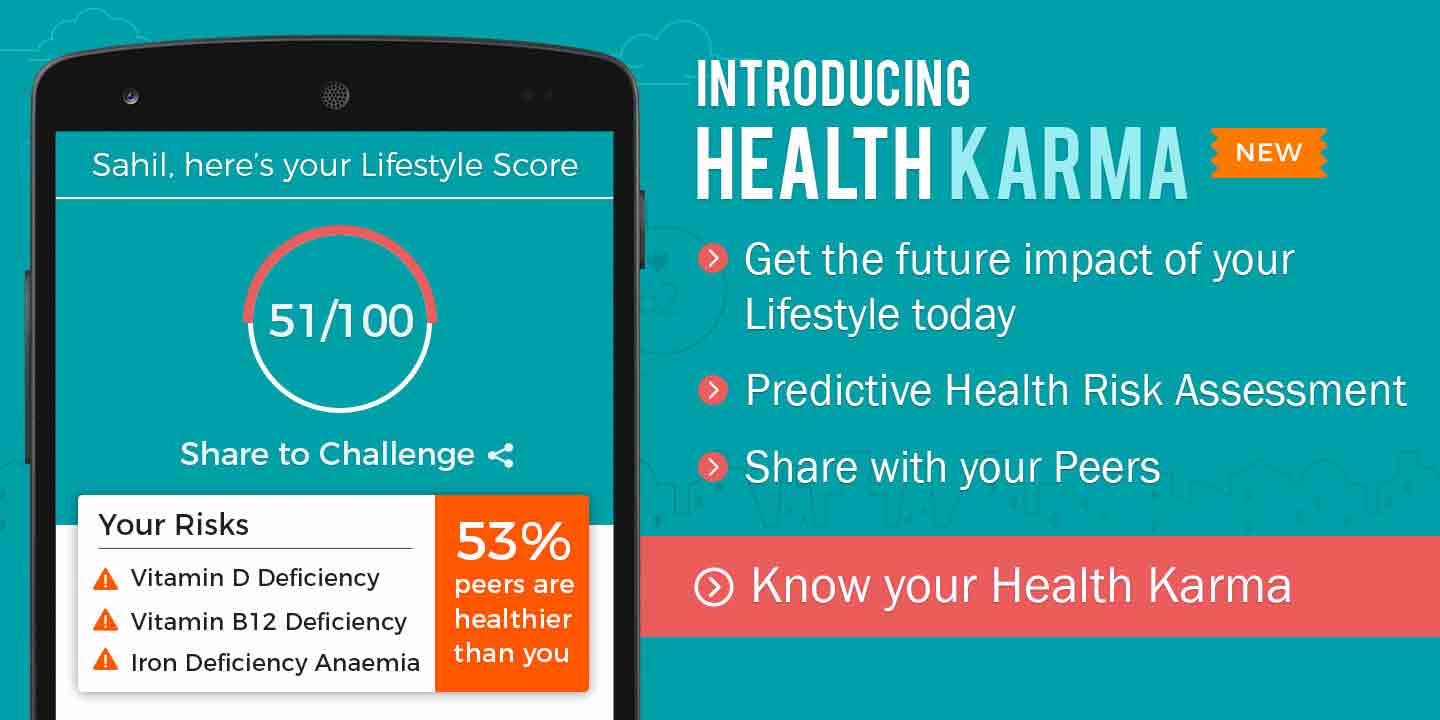 Sahil, here's your Lifestyle Score
51/100
Share to Challenge
Your Risks
Vitamin D Deficiency
Vitamin B12 Deficiency
Iron Deficiency Anaemia
53%
peers are
healthier
than you
INTRODUCING
HEALTH KARMA
NEW
Get the future impact of your
Lifestyle today
Predictive Health Risk Assessment
Share with your Peers
Know your Health Karma